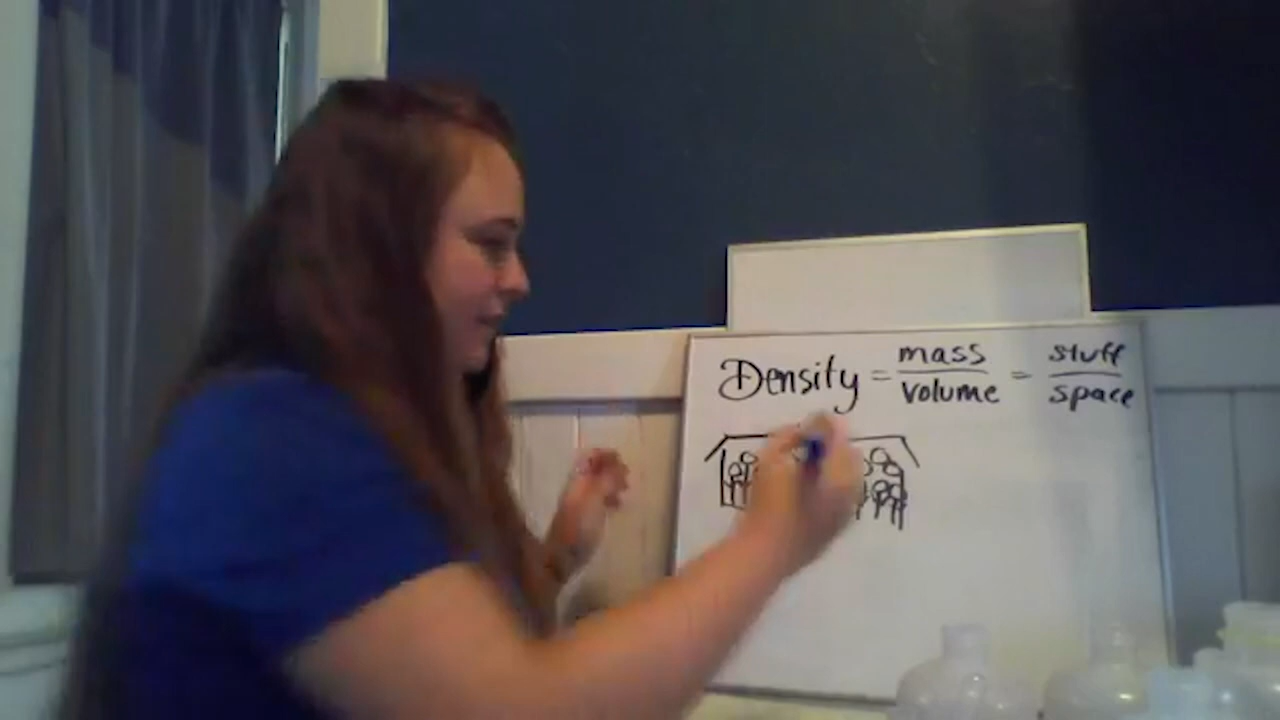 Density = mass/volume = stuff/space